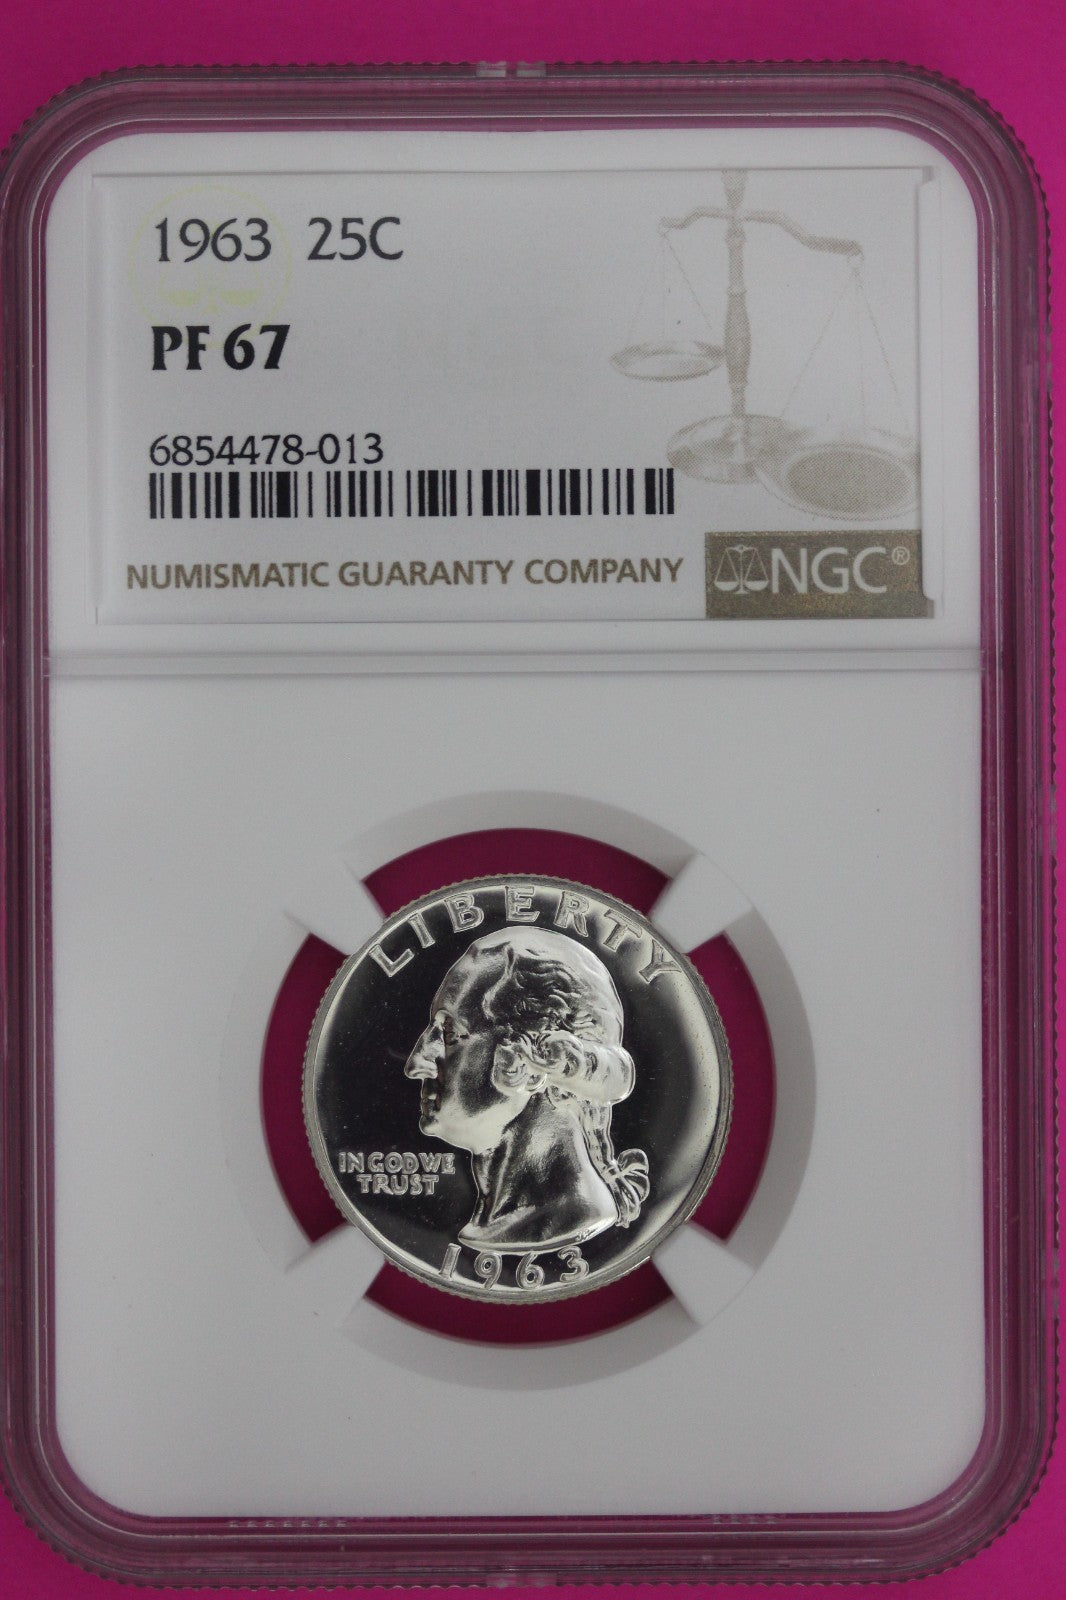 1963 25C
PF 67
6854478-013
NUMISMATIC GUARANTY COMPANY
NGC®
LIBERTY
IN GOD WE
TRUST
1963